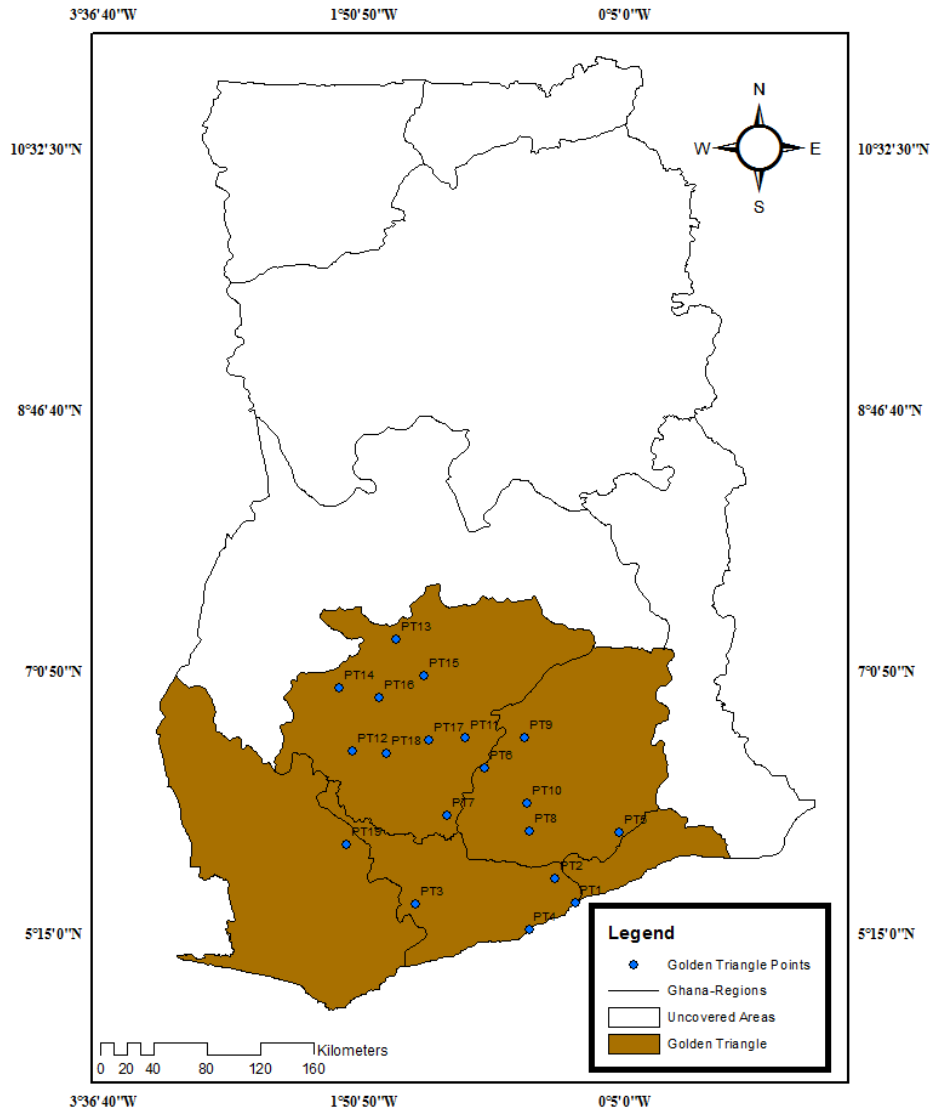 3°36'40"W 1°50'50"W 0°5'0"W
N
W E
S
10°32'30"N 10°32'30"N
8°46'40"N 8°46'40"N
PT13
7°0'50"N 7°0'50"N
PT15
PT14
PT16
PT17 PT11 PT9
PT12 PT18
PT6
PT10
PT7
PT8 PT5
PT19
PT2
PT3 PT1
PT4
5°15'0"N 5°15'0"N
Legend
Golden Triangle Points
Ghana-Regions
Uncovered Areas
Golden Triangle
Kilometers
0 20 40 80 120 160
3°36'40"W 1°50'50"W 0°5'0"W